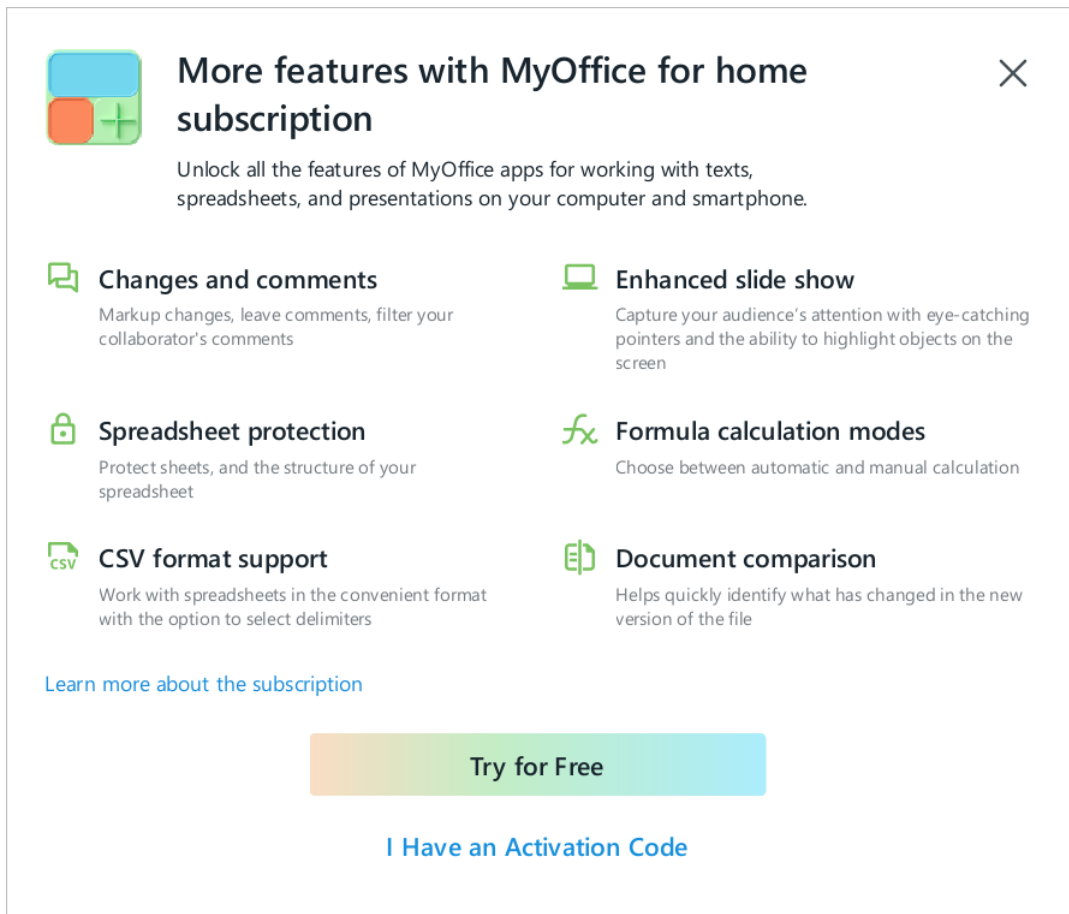 More features with MyOffice for home
subscription
Unlock all the features of MyOffice apps for working with texts,
spreadsheets, and presentations on your computer and smartphone.
Changes and comments
Markup changes, leave comments, filter your
collaborator's comments
Enhanced slide show
Capture your audience’s attention with eye-catching
pointers and the ability to highlight objects on the
screen
Spreadsheet protection
Protect sheets, and the structure of your
spreadsheet
Formula calculation modes
Choose between automatic and manual calculation
CSV
CSV format support
Work with spreadsheets in the convenient format
with the option to select delimiters
Document comparison
Helps quickly identify what has changed in the new
version of the file
Learn more about the subscription
Try for Free
I Have an Activation Code